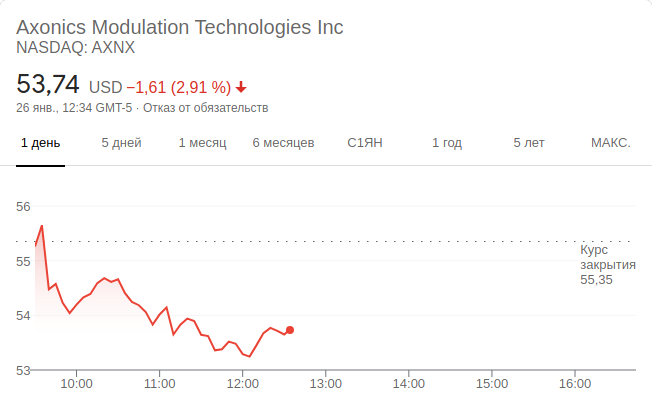 Axonics Modulation Technologies Inc
NASDAQ: AXNX
53,74 USD −1,61 (2,91 %)
26 янв., 12:34 GMT-5 · Отказ от обязательств
1 день 5 дней 1 месяц 6 месяцев С1ЯН 1 год 5 лет МАКС.
56
55
54
53
Курс
закрытия
55,35
10:00 11:00 12:00 13:00 14:00 15:00 16:00